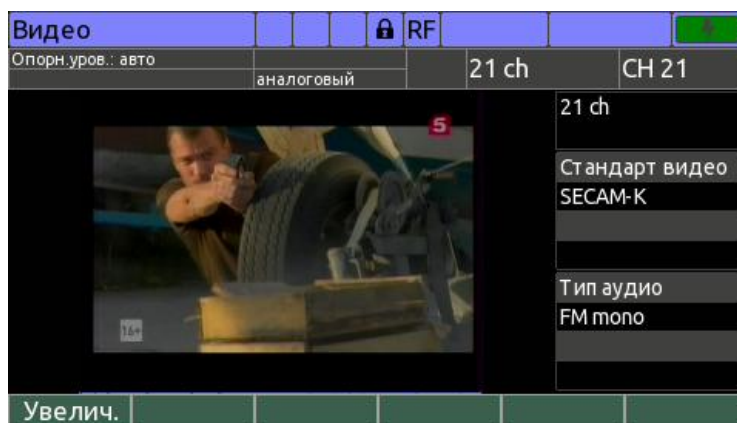 Видео
RF
Опорн.уров.: авто
аналоговый
21 ch
CH 21
5
21 ch
Стандарт видео
SECAM-K
Тип аудио
FM mono
16+
Увелич.